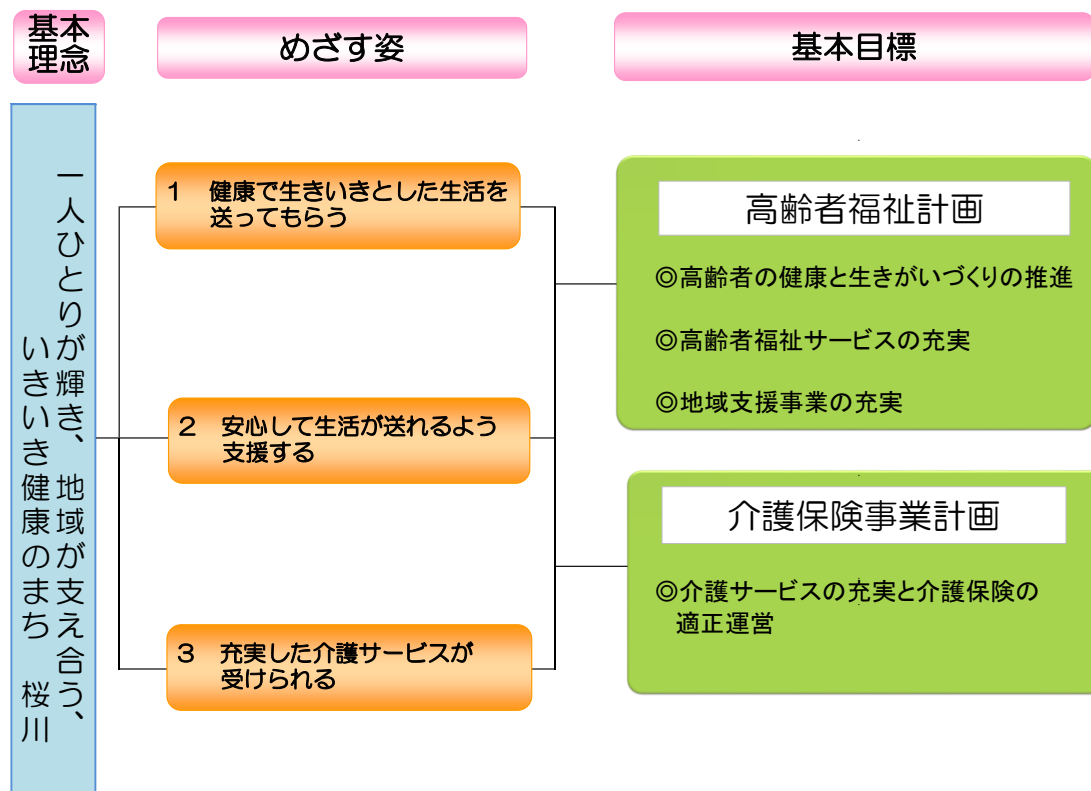 基本
理念
めざす姿
基本目標
一人ひとりが輝き、地域が支え合う、
いきいき健康のまち　桜川
１　健康で生きいきとした生活を
送ってもらう
２　安心して生活が送れるよう
支援する
３　充実した介護サービスが
受けられる
高齢者福祉計画
◎高齢者の健康と生きがいづくりの推進
◎高齢者福祉サービスの充実
◎地域支援事業の充実
介護保険事業計画
◎介護サービスの充実と介護保険の
適正運営